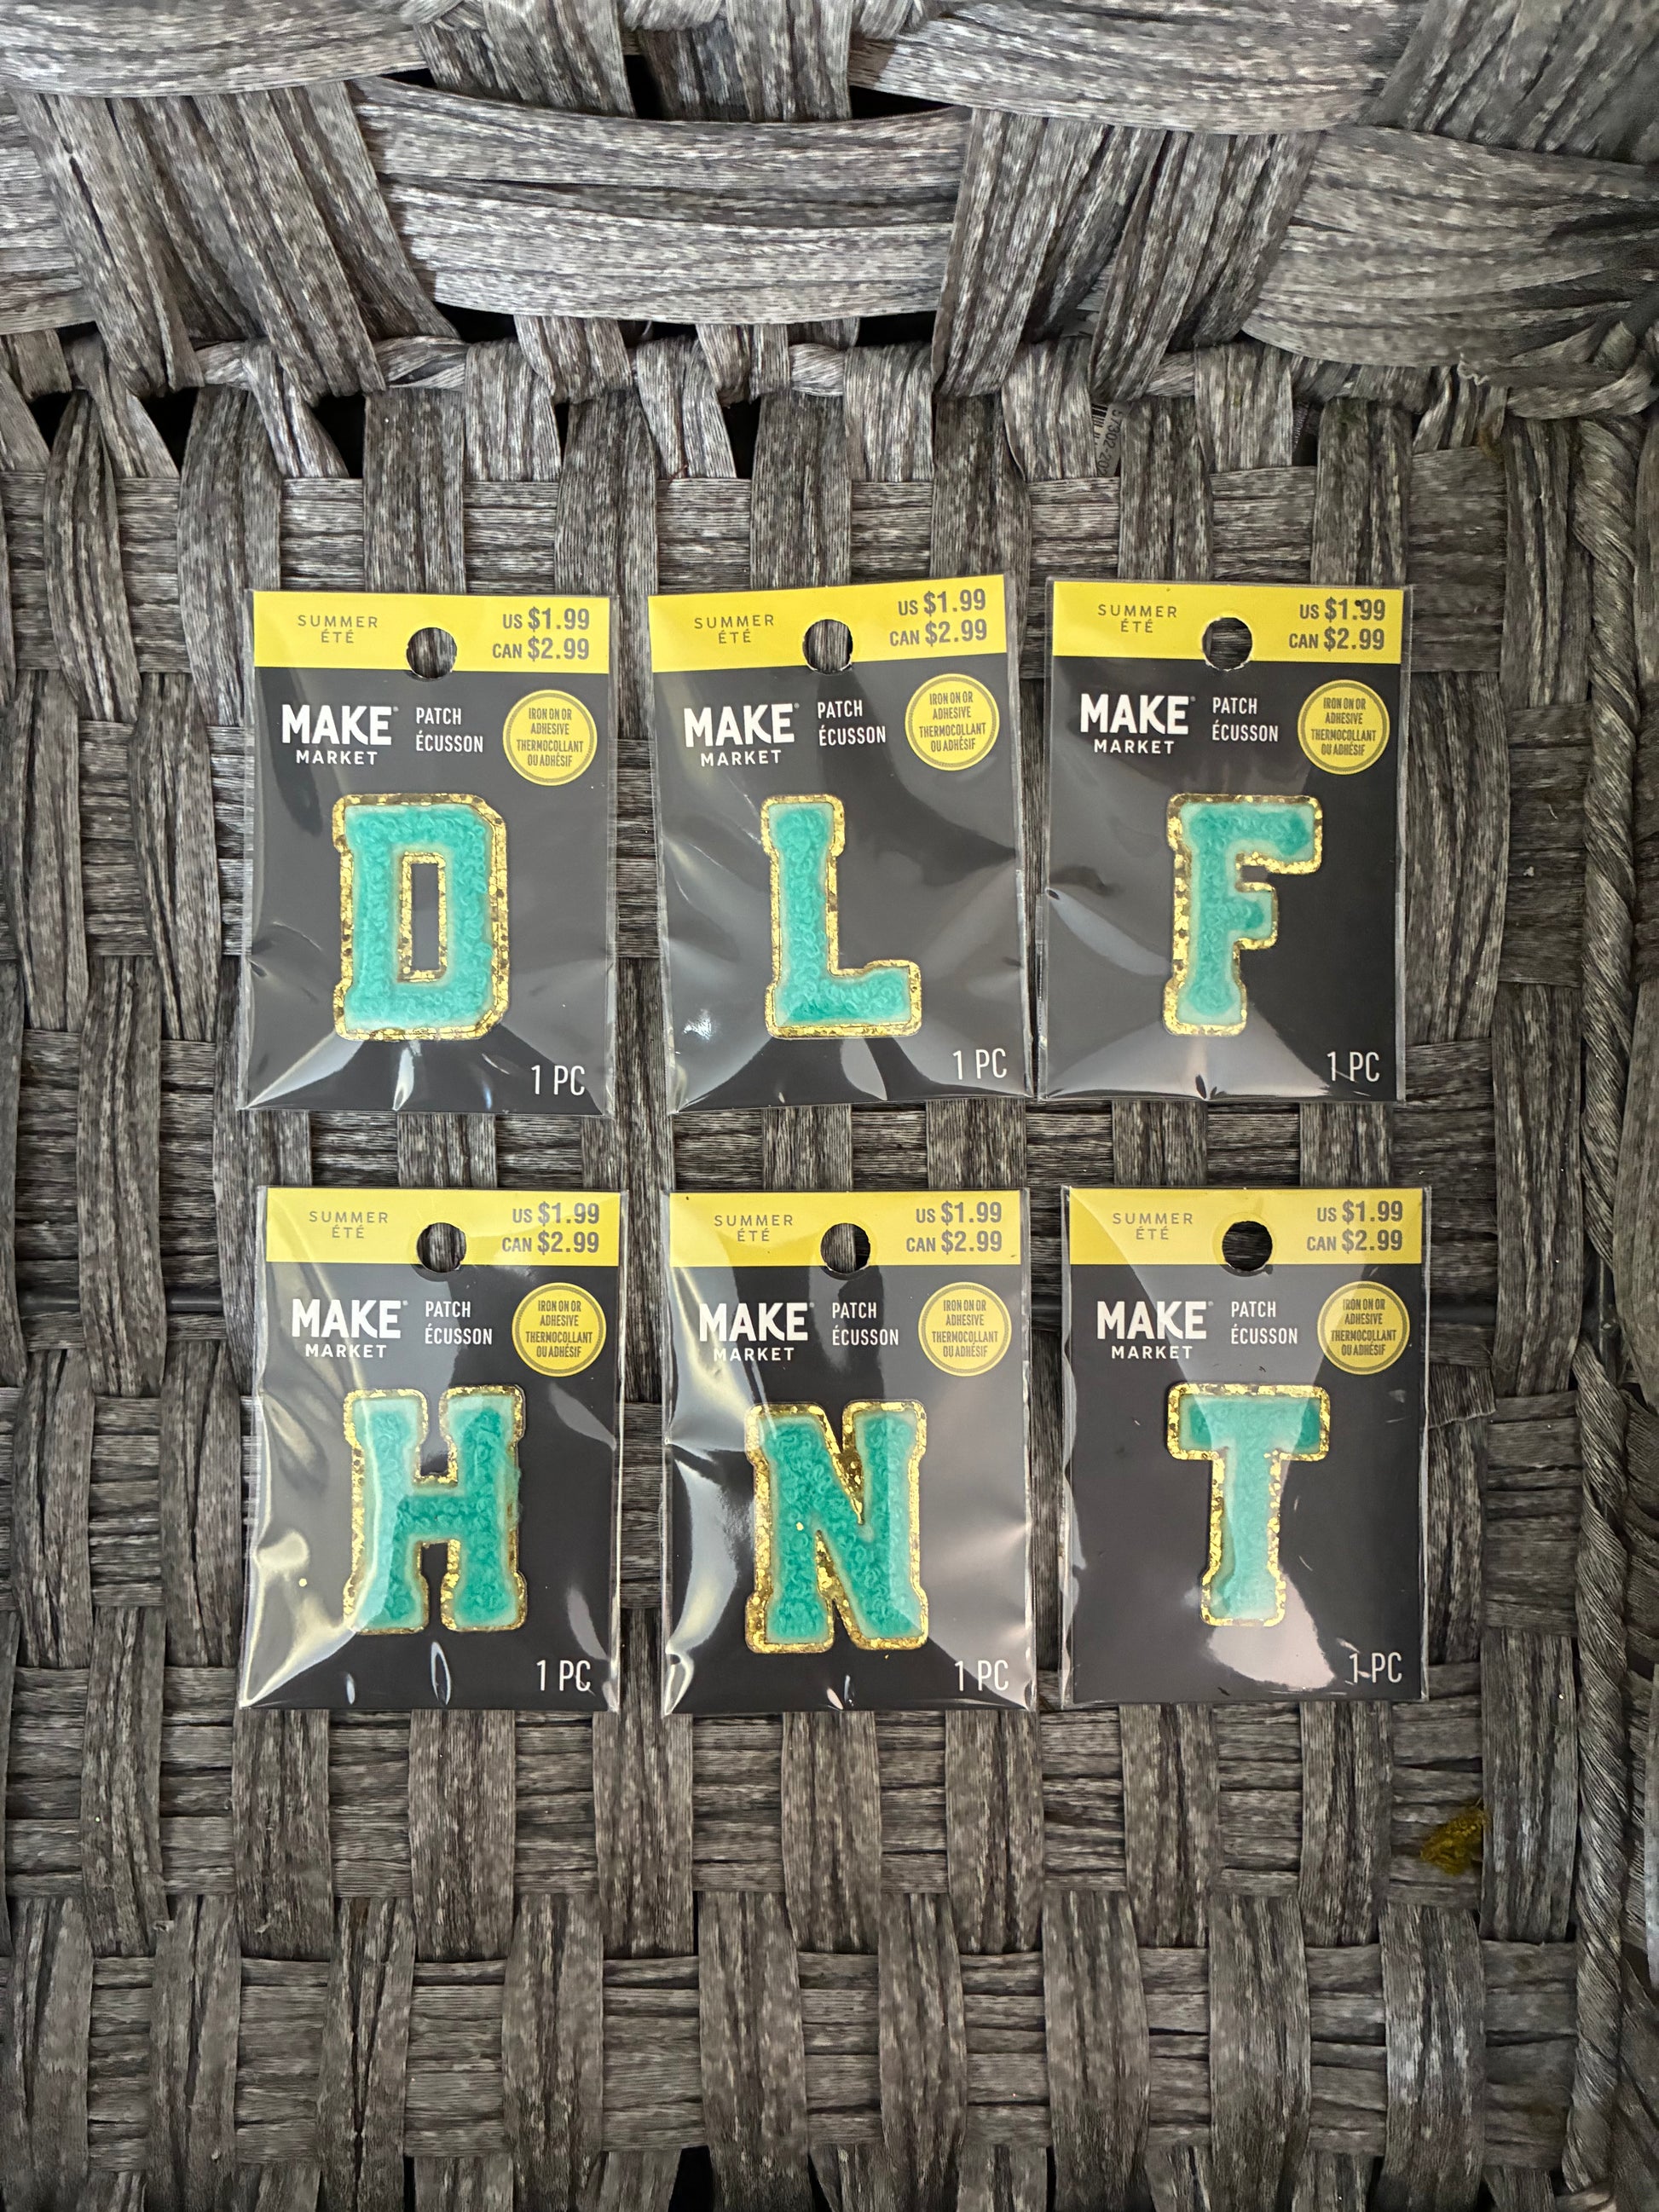 SUMMER
ÉTÉ
US $1.99
CAN $2.99
MAKE®
MARKET
PATCH
ÉCUSSON
IRON ON OR
ADHESIVE
THERMOCOLLANT
OU ADHÉSIF
D
1 PC
SUMMER
ÉTÉ
US $1.99
CAN $2.99
MAKE®
MARKET
PATCH
ÉCUSSON
IRON ON OR
ADHESIVE
THERMOCOLLANT
OU ADHÉSIF
L
1 PC
SUMMER
ÉTÉ
US $1.99
CAN $2.99
MAKE®
MARKET
PATCH
ÉCUSSON
IRON ON OR
ADHESIVE
THERMOCOLLANT
OU ADHÉSIF
F
1 PC
SUMMER
ÉTÉ
US $1.99
CAN $2.99
MAKE®
MARKET
PATCH
ÉCUSSON
IRON ON OR
ADHESIVE
THERMOCOLLANT
OU ADHÉSIF
H
1 PC
SUMMER
ÉTÉ
US $1.99
CAN $2.99
MAKE®
MARKET
PATCH
ÉCUSSON
IRON ON OR
ADHESIVE
THERMOCOLLANT
OU ADHÉSIF
N
1 PC
SUMMER
ÉTÉ
US $1.99
CAN $2.99
MAKE®
MARKET
PATCH
ÉCUSSON
IRON ON OR
ADHESIVE
THERMOCOLLANT
OU ADHÉSIF
T
1 PC